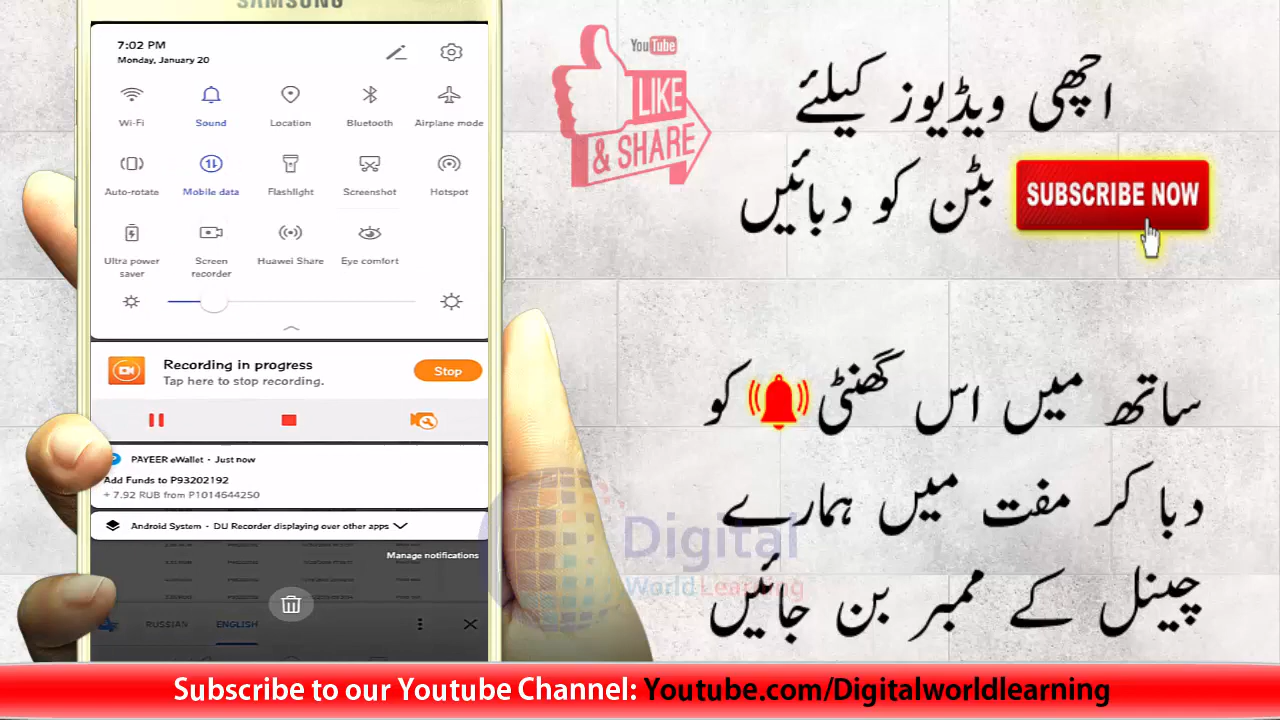 SAMSUNG
7:02 PM
Monday, January 20
Wi-Fi
Sound
Location
Bluetooth
Airplane mode
Auto-rotate
Mobile data
Flashlight
Screenshot
Hotspot
Ultra power
saver
Screen
recorder
Huawei Share
Eye comfort
Recording in progress
Tap here to stop recording.
Stop
PAYEER eWallet • Just now
Add Funds to P93202192
+ 7.92 RUB from P1014644250
Android System • DU Recorder displaying over other apps
Manage notifications
RUSSIAN
ENGLISH
YouTube
LIKE
& SHARE
اچھی ویڈیوز کیلئے
SUBSCRIBE NOW بٹن کو دبائیں
ساتھ میں اس گھنٹی کو
دبا کر مفت میں ہمارے
چینل کے ممبر بن جائیں
Digital
World Learning
Subscribe to our Youtube Channel: Youtube.com/Digitalworldlearning